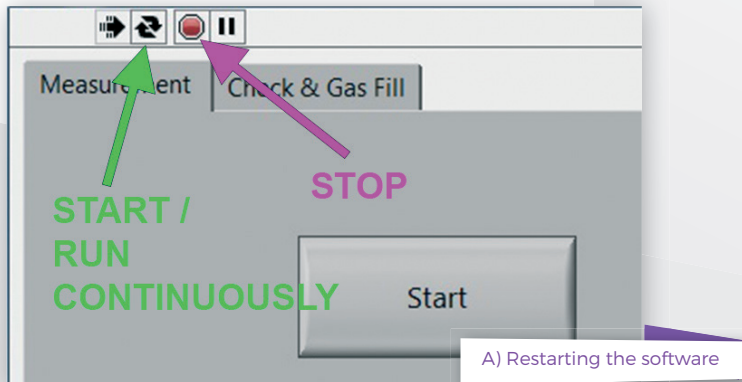 Measurement
Check & Gas Fill
STOP
START /
RUN
CONTINUOUSLY
Start
A) Restarting the software